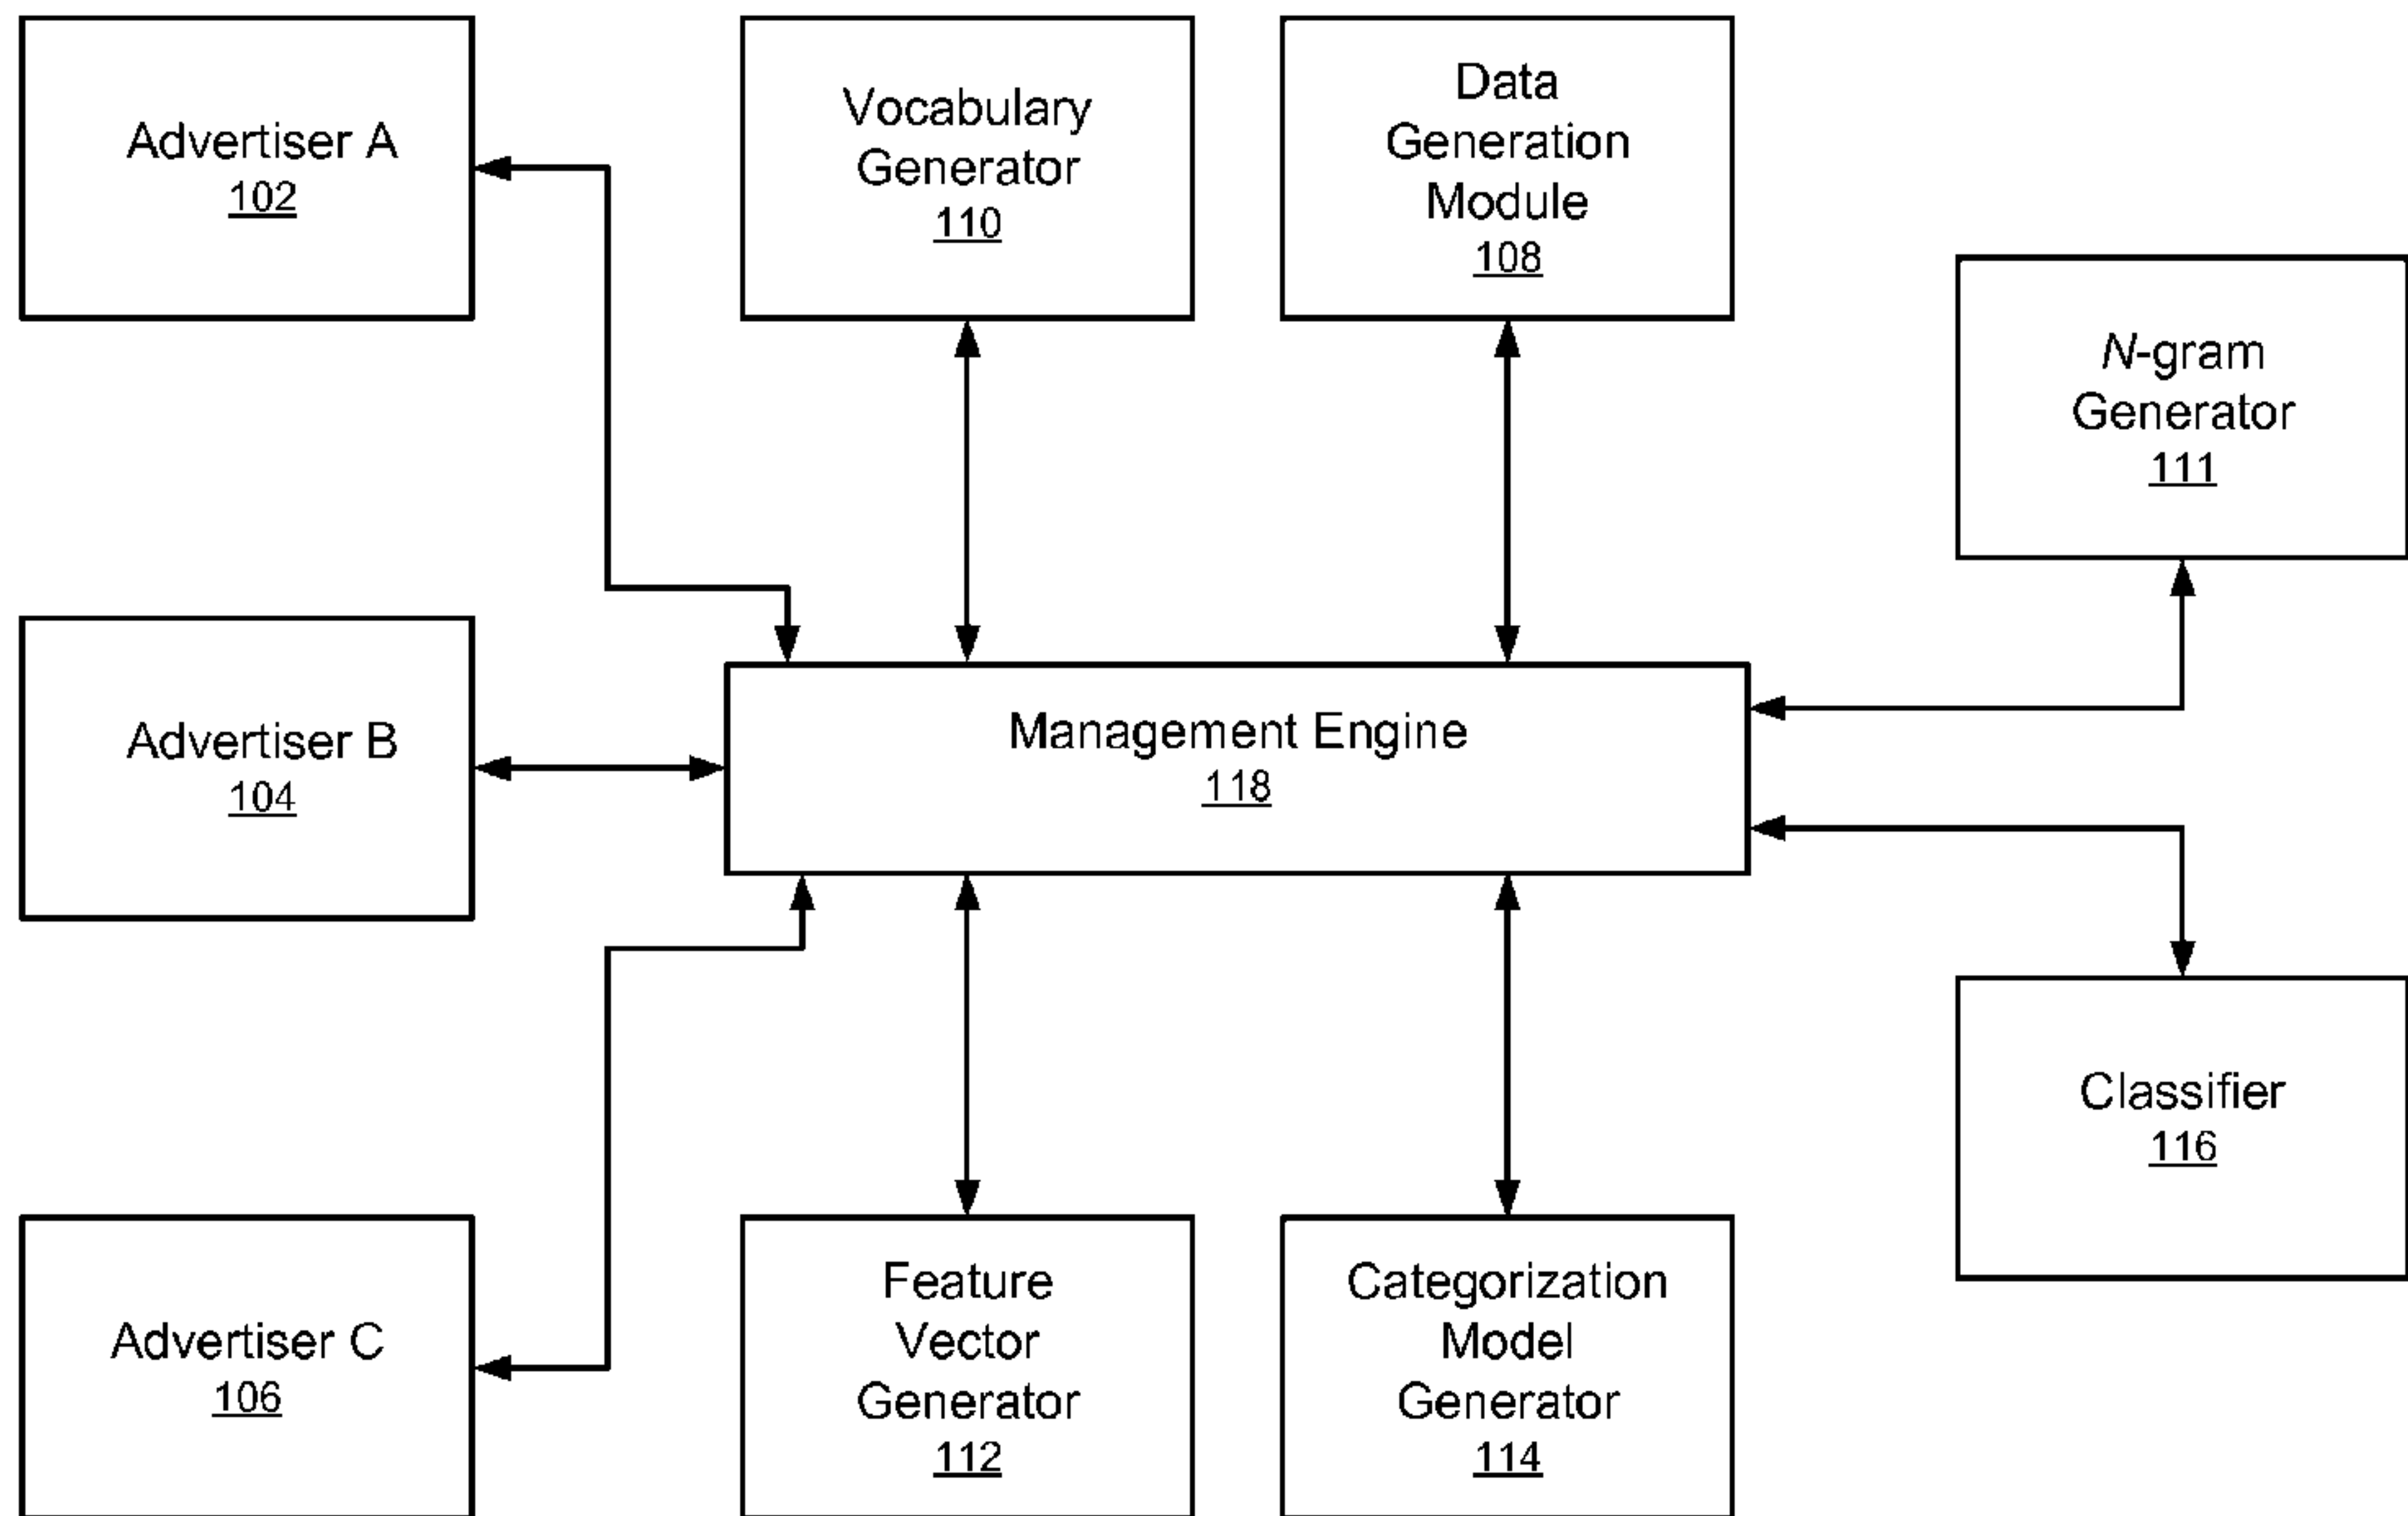 Advertiser A
102
Vocabulary
Generator
110
Data
Generation
Module
108
N-gram
Generator
111
Advertiser B
104
Management Engine
118
Classifier
116
Advertiser C
106
Feature
Vector
Generator
112
Categorization
Model
Generator
114